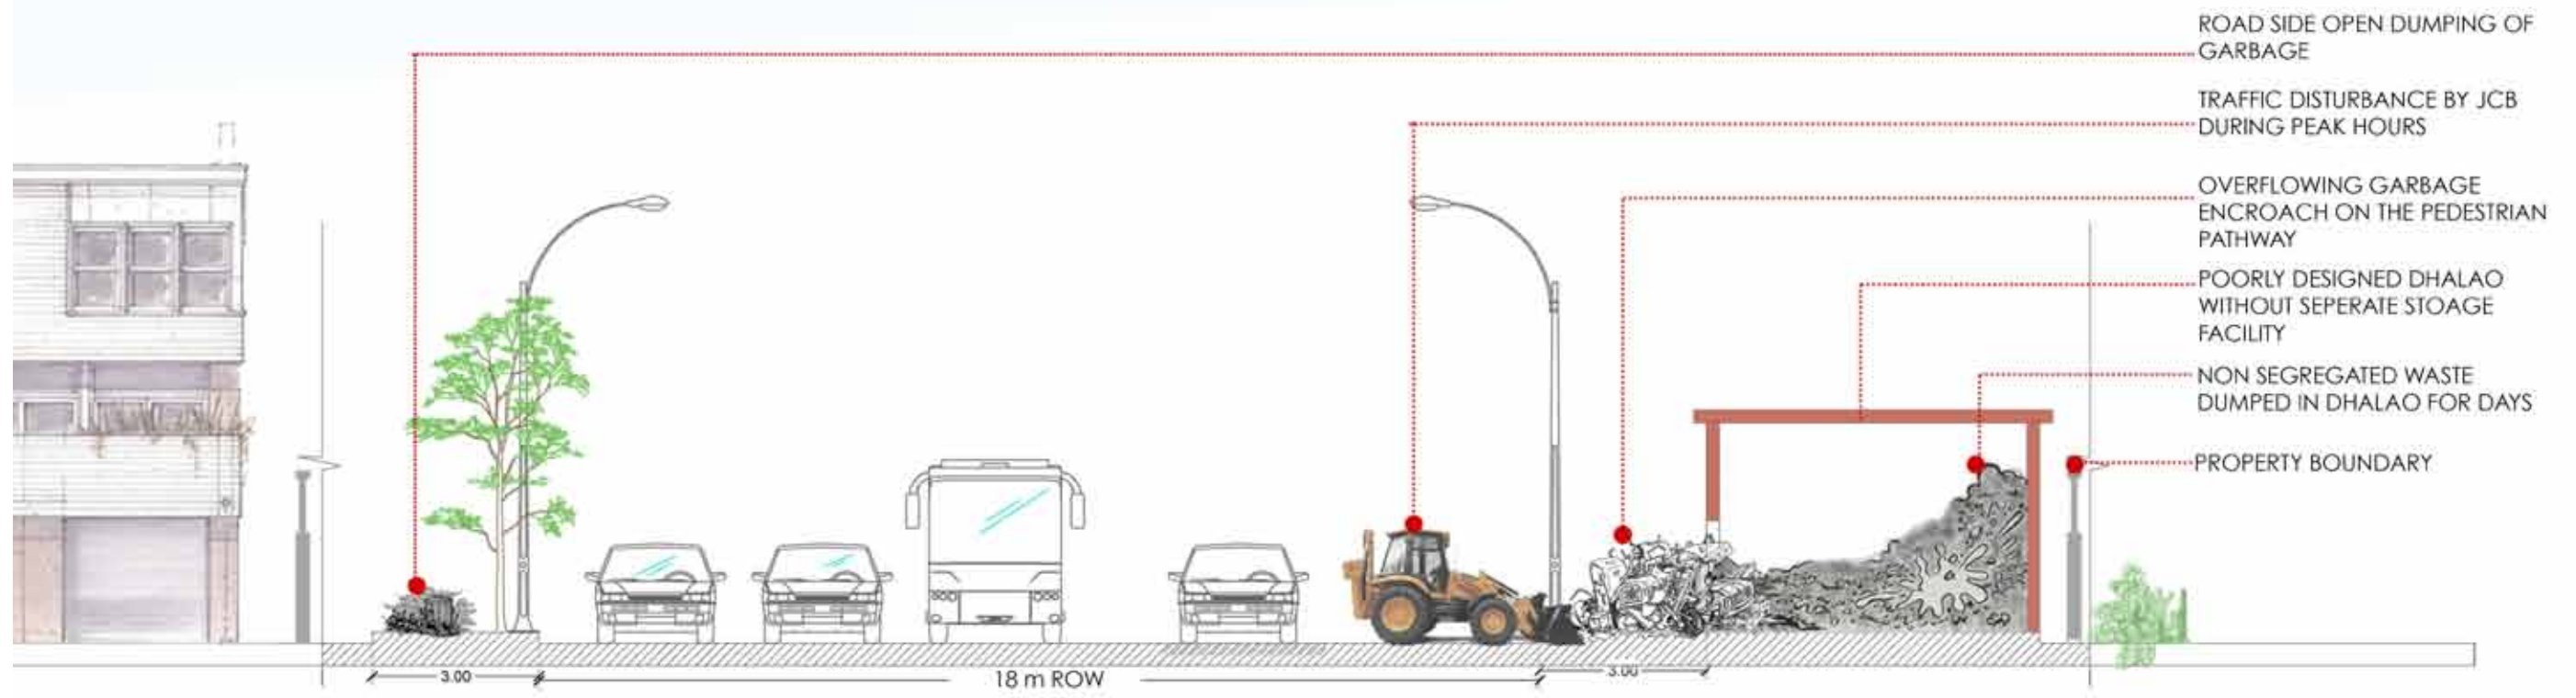 ROAD SIDE OPEN DUMPING OF
GARBAGE
TRAFFIC DISTURBANCE BY JCB
DURING PEAK HOURS
OVERFLOWING GARBAGE
ENCROACH ON THE PEDESTRIAN
PATHWAY
POORLY DESIGNED DHALAO
WITHOUT SEPERATE STOAGE
FACILITY
NON SEGREGATED WASTE
DUMPED IN DHALAO FOR DAYS
PROPERTY BOUNDARY
3.00
18 m ROW
3.00